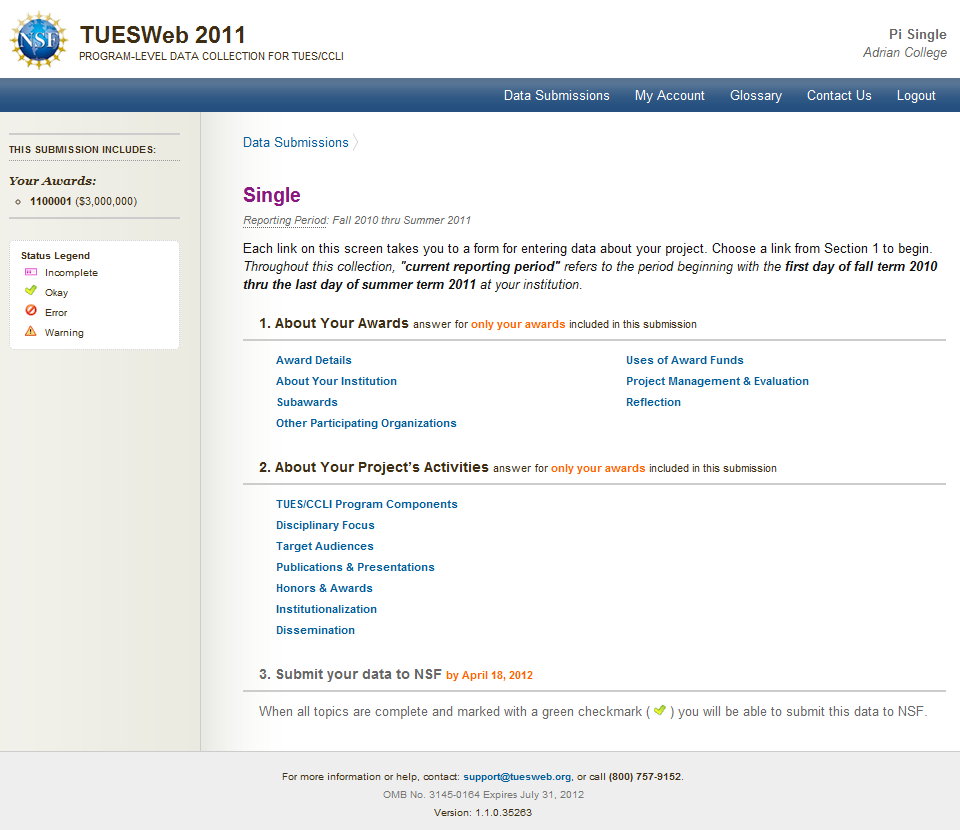 NSF
TUESWeb 2011
PROGRAM-LEVEL DATA COLLECTION FOR TUES/CCLI
Pi Single
Adrian College
Data Submissions My Account Glossary Contact Us Logout
THIS SUBMISSION INCLUDES:
Your Awards:
1100001 ($3,000,000)
Status Legend
Incomplete
Okay
Error
Warning
Data Submissions
Single
Reporting Period: Fall 2010 thru Summer 2011
Each link on this screen takes you to a form for entering data about your project. Choose a link from Section 1 to begin.
Throughout this collection, "current reporting period" refers to the period beginning with the first day of fall term 2010
thru the last day of summer term 2011 at your institution.
1. About Your Awards answer for only your awards included in this submission
Award Details
About Your Institution
Subawards
Other Participating Organizations
Uses of Award Funds
Project Management & Evaluation
Reflection
2. About Your Project's Activities answer for only your awards included in this submission
TUES/CCLI Program Components
Disciplinary Focus
Target Audiences
Publications & Presentations
Honors & Awards
Institutionalization
Dissemination
3. Submit your data to NSF by April 18, 2012
When all topics are complete and marked with a green checkmark ( ) you will be able to submit this data to NSF.
For more information or help, contact: support@tuesweb.org, or call (800) 757-9152.
OMB No. 3145-0164 Expires July 31, 2012
Version: 1.1.0.35263